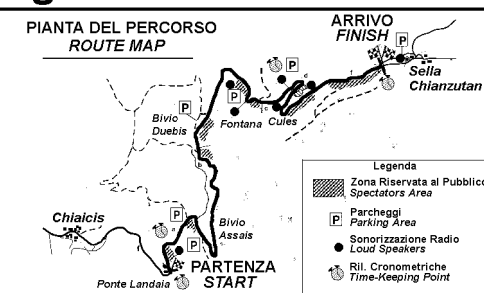 PIANTA DEL PERCORSO
ROUTE MAP
ARRIVO
FINISH
P
P
Sella
Chianzutan
P
P
Bivio
Duebis
Fontana
Cules
Legenda
Zona Riservata al Pubblico
Spectators Area
P
Parcheggi
Parking Area
Sonorizzazione Radio
Loud Speakers
Ril. Cronometriche
Time-Keeping Point
Chiaicis
P
P
Bivio
Assais
PARTENZA
START
Ponte Landaia